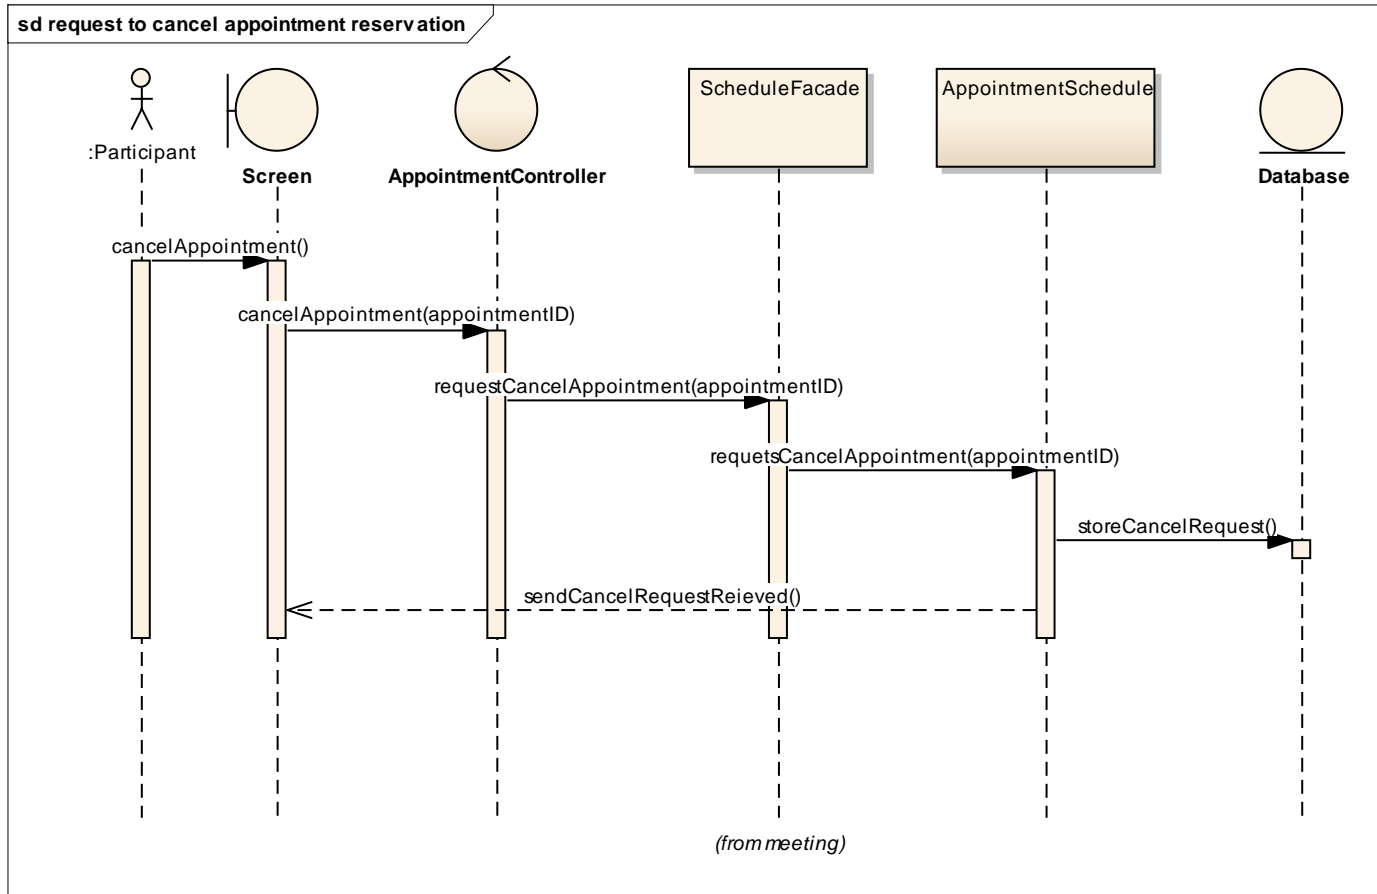 sd request to cancel appointment reservation
:Participant
Screen
AppointmentController
ScheduleFacade
AppointmentSchedule
Database
cancelAppointment()
cancelAppointment(appointmentID)
requestCancelAppointment(appointmentID)
requetsCancelAppointment(appointmentID)
storeCancelRequest()
sendCancelRequestReieved()
(from meeting)